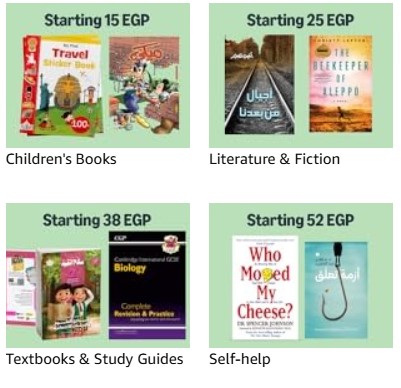 Starting 15 EGP
My First
Travel
Sticker Book
100
Children's Books
Starting 25 EGP
أجيال
من بعدنا
THE
BEEKEEPER
OF
ALEPPO
Literature & Fiction
Starting 38 EGP
CGP
Cambridge International GCSE
Biology
Complete
Revision & Practice
Textbooks & Study Guides
Starting 52 EGP
Who
Moved
My
Cheese?
DR. SPENCER JOHNSON
أزمة تعلق
Self-help